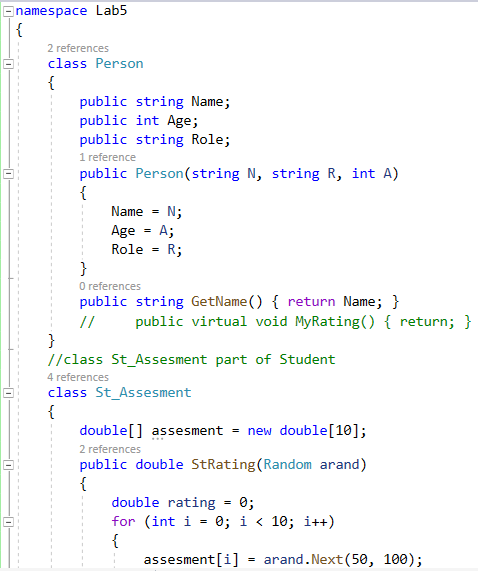 namespace Lab5
{
2 references
class Person
{
public string Name;
public int Age;
public string Role;
1 reference
public Person(string N, string R, int A)
{
Name = N;
Age = A;
Role = R;
}
0 references
public string GetName() { return Name; }
//     public virtual void MyRating() { return; }
}
//class St_Assesment part of Student
4 references
class St_Assesment
{
double[] assesment = new double[10];
2 references
public double StRating(Random arand)
{
double rating = 0;
for (int i = 0; i < 10; i++)
{
assesment[i] = arand.Next(50, 100);